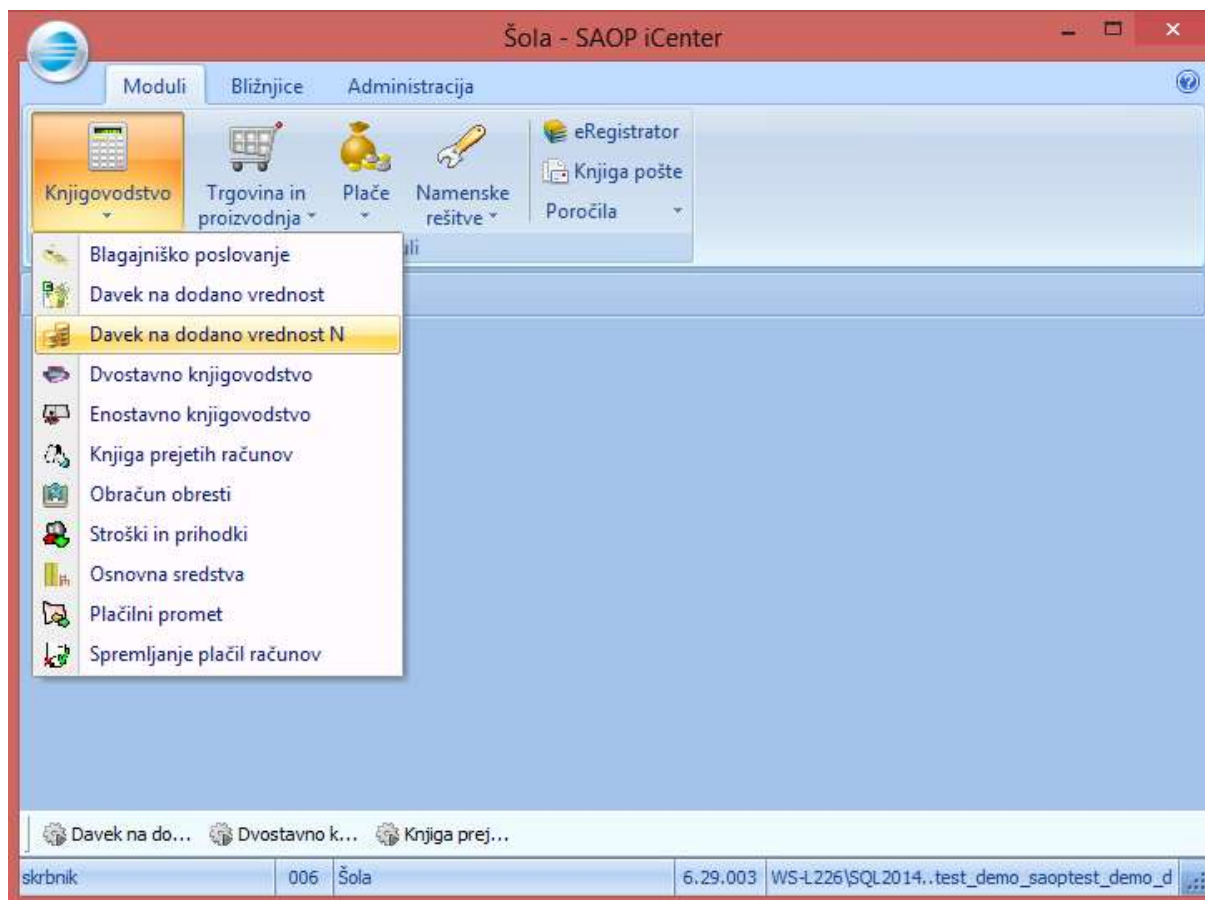 Šola - SAOP iCenter
Moduli Bližnjice Administracija
Knjigovodstvo
Trgovina in
proizvodnja
Plače
Namenske
rešitve
eRegistrator
Knjiga pošte
Poročila
Blagajniško poslovanje
Davek na dodano vrednost
Davek na dodano vrednost N
Dvostavno knjigovodstvo
Enostavno knjigovodstvo
Knjiga prejetih računov
Obračun obresti
Stroški in prihodki
Osnovna sredstva
Plačilni promet
Spremljanje plačil računov
Davek na do... Dvostavno k... Knjiga prej...
skrbnik 006 Šola 6.29.003 WS-L226\SQL2014..test_demo_saoptest_demo_d